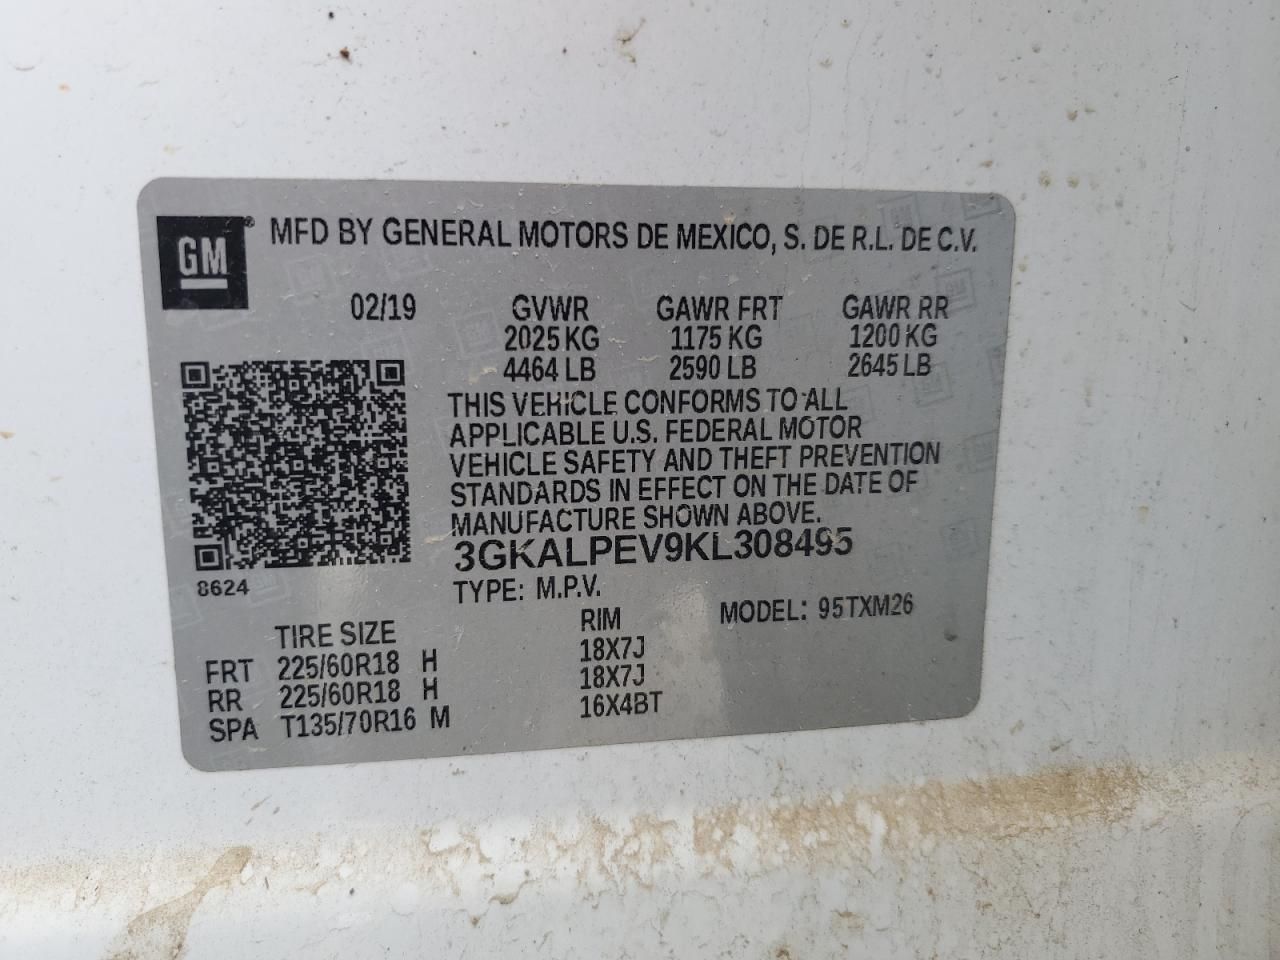 GM ® MFD BY GENERAL MOTORS DE MEXICO, S. DE R.L. DE C.V.
02/19 GVWR GAWR FRT GAWR RR
2025 KG 1175 KG 1200 KG
4464 LB 2590 LB 2645 LB
THIS VEHICLE CONFORMS TO ALL
APPLICABLE U.S. FEDERAL MOTOR
VEHICLE SAFETY AND THEFT PREVENTION
STANDARDS IN EFFECT ON THE DATE OF
MANUFACTURE SHOWN ABOVE.
3GKALPEV9KL308495
8624
TYPE: M.P.V. MODEL: 95TXM26
TIRE SIZE RIM
FRT 225/60R18 H 18X7J
RR 225/60R18 H 18X7J
SPA T135/70R16 M 16X4BT